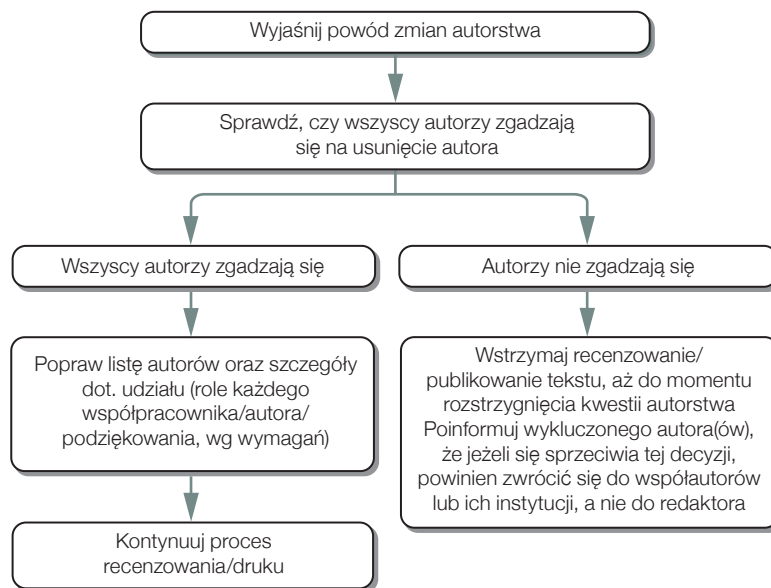 Wyjaśnij powód zmian autorstwa
Sprawdź, czy wszyscy autorzy zgadzają
się na usunięcie autora
Wszyscy autorzy zgadzają się
Autorzy nie zgadzają się
Popraw listę autorów oraz szczegóły
dot. udziału (role każdego
współpracownika/autora/
podziękowania, wg wymagań)
Wstrzymaj recenzowanie/
publikowanie tekstu, aż do momentu
rozstrzygnięcia kwestii autorstwa
Poinformuj wykluczonego autora(ów),
że jeżeli się sprzeciwia tej decyzji,
powinien zwrócić się do współautorów
lub ich instytucji, a nie do redaktora
Kontynuuj proces
recenzowania/druku